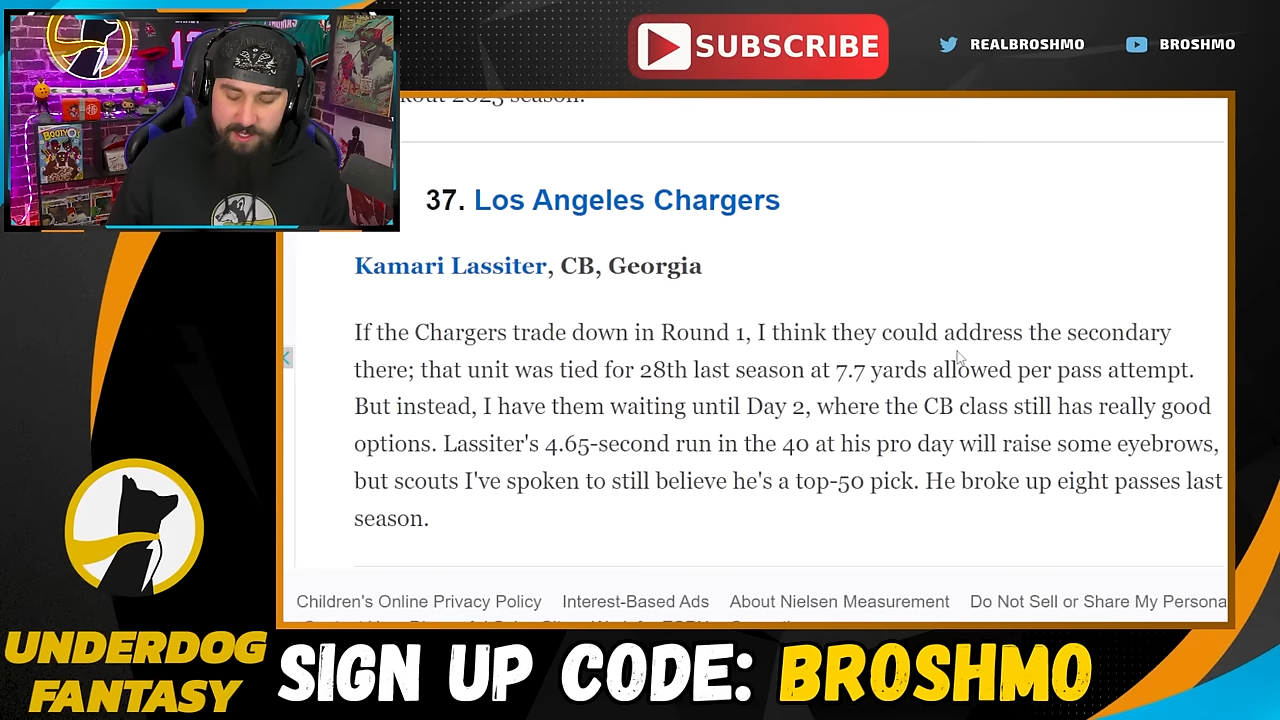 SUBSCRIBE
REALBROSHMO
BROSHMO
2023 season.
37. Los Angeles Chargers
Kamari Lassiter, CB, Georgia
If the Chargers trade down in Round 1, I think they could address the secondary
there; that unit was tied for 28th last season at 7.7 yards allowed per pass attempt.
But instead, I have them waiting until Day 2, where the CB class still has really good
options. Lassiter's 4.65-second run in the 40 at his pro day will raise some eyebrows,
but scouts I've spoken to still believe he's a top-50 pick. He broke up eight passes last
season.
Children's Online Privacy Policy Interest-Based Ads About Nielsen Measurement Do Not Sell or Share My Persona
UNDERDOG
FANTASY
SIGN UP CODE: BROSHMO